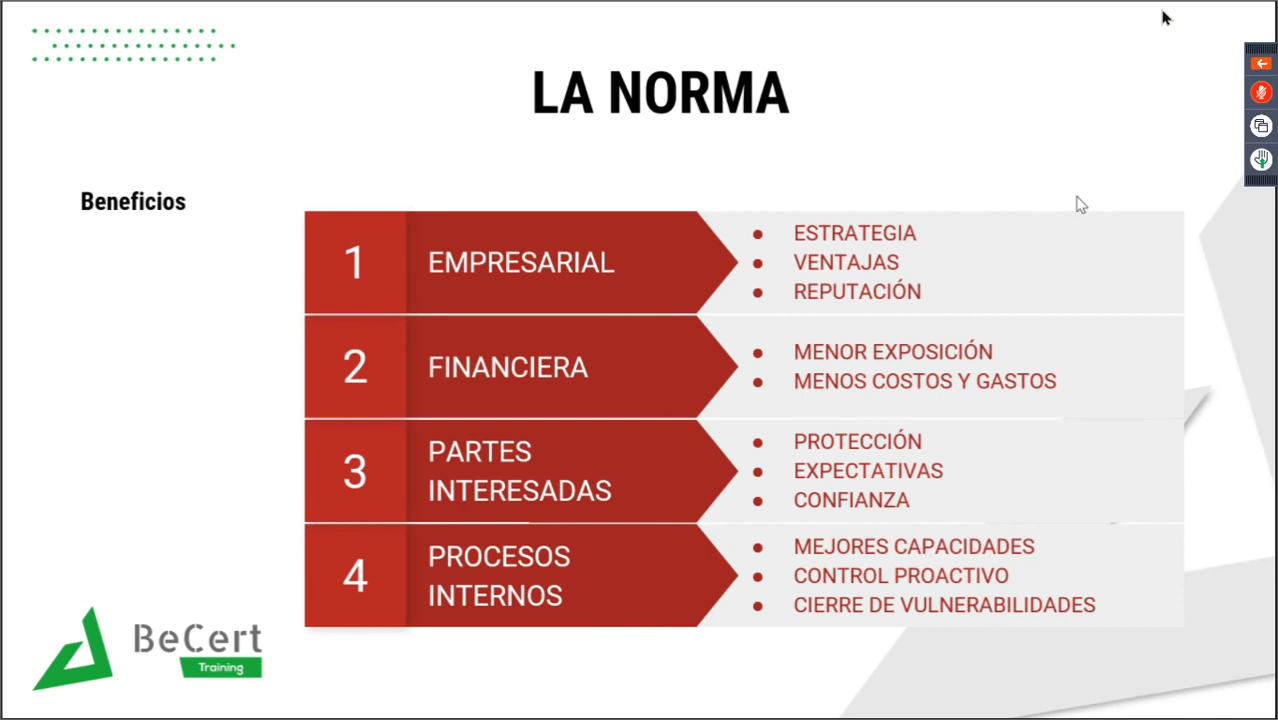 LA NORMA
Beneficios
1
EMPRESARIAL
• ESTRATEGIA
• VENTAJAS
• REPUTACIÓN
2
FINANCIERA
• MENOR EXPOSICIÓN
• MENOS COSTOS Y GASTOS
3
PARTES
INTERESADAS
• PROTECCIÓN
• EXPECTATIVAS
• CONFIANZA
4
PROCESOS
INTERNOS
• MEJORES CAPACIDADES
• CONTROL PROACTIVO
• CIERRE DE VULNERABILIDADES
BeCert
Training